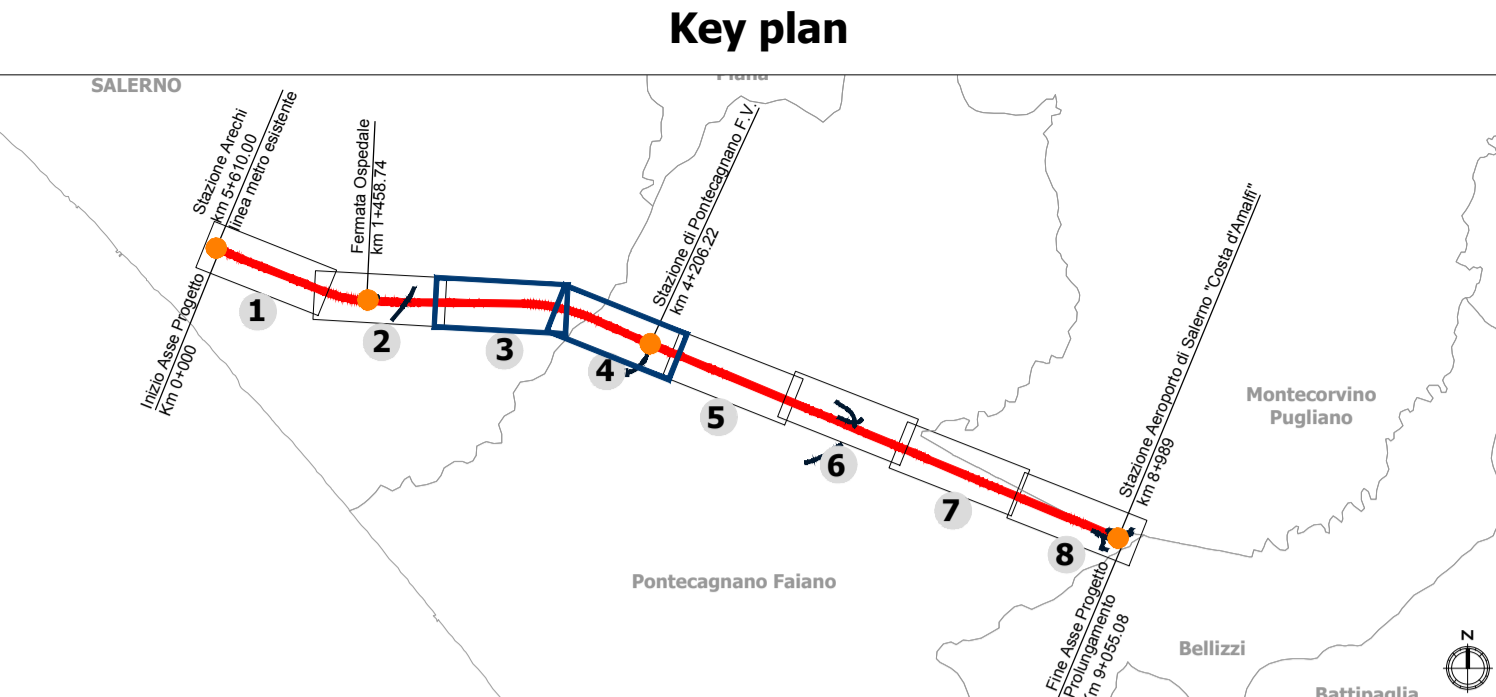 Key plan
SALERNO
Piana
Stazione Arechi
km 5+610.00
linea metro esistente
Fermata Ospedale
km 1+458.74
Stazione di Pontecagnano F.V.
km 4+206.22
Stazione Aeroporto di Salerno "Costa d'Amalfi"
km 8+989
Inizio Asse Progetto
Km 0+000
1
2
3
4
5
6
7
8
Montecorvino
Pugliano
Pontecagnano Faiano
Fine Asse Progetto
Prolungamento
km 9+055.08
Bellizzi
Battipaglia
N